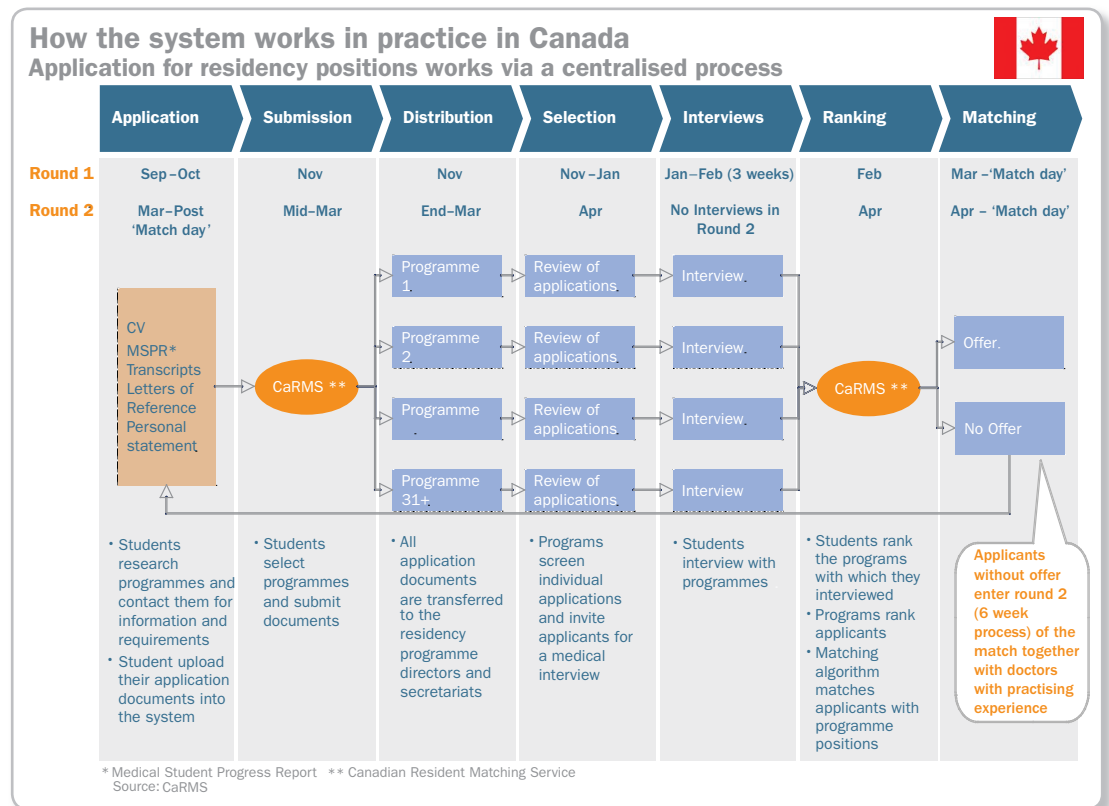 How the system works in practice in Canada
Application for residency positions works via a centralised process
Application
Submission
Distribution
Selection
Interviews
Ranking
Matching
Round 1
Sep–Oct
Nov
Nov
Nov–Jan
Jan–Feb (3 weeks)
Feb
Mar –‘Match day’
Round 2
Mar–Post
‘Match day’
Mid–Mar
End–Mar
Apr
No Interviews in
Round 2
Apr
Apr – ‘Match day’
CV
MSPR*
Transcripts
Letters of
Reference
Personal
statement
CaRMS **
Programme
1.
Programme
2.
Programme
.
Programme
31+.
Review of
applications.
Review of
applications.
Review of
applications.
Review of
applications.
Interview.
Interview.
Interview.
Interview
CaRMS **
Offer.
No Offer
• Students
research
programmes and
contact them for
information and
requirements
• Student upload
their application
documents into
the system
• Students
select
programmes
and submit
documents
• All
application
documents
are transferred
to the
residency
programme
directors and
secretariats
• Programs
screen
individual
applications
and invite
applicants for
a medical
interview
• Students
interview with
programmes
• Students rank
the programs
with which they
interviewed
• Programs rank
applicants
• Matching
algorithm
matches
applicants with
programme
positions
Applicants
without offer
enter round 2
(6 week
process) of the
match together
with doctors
with practising
experience
* Medical Student Progress Report ** Canadian Resident Matching Service
Source: CaRMS